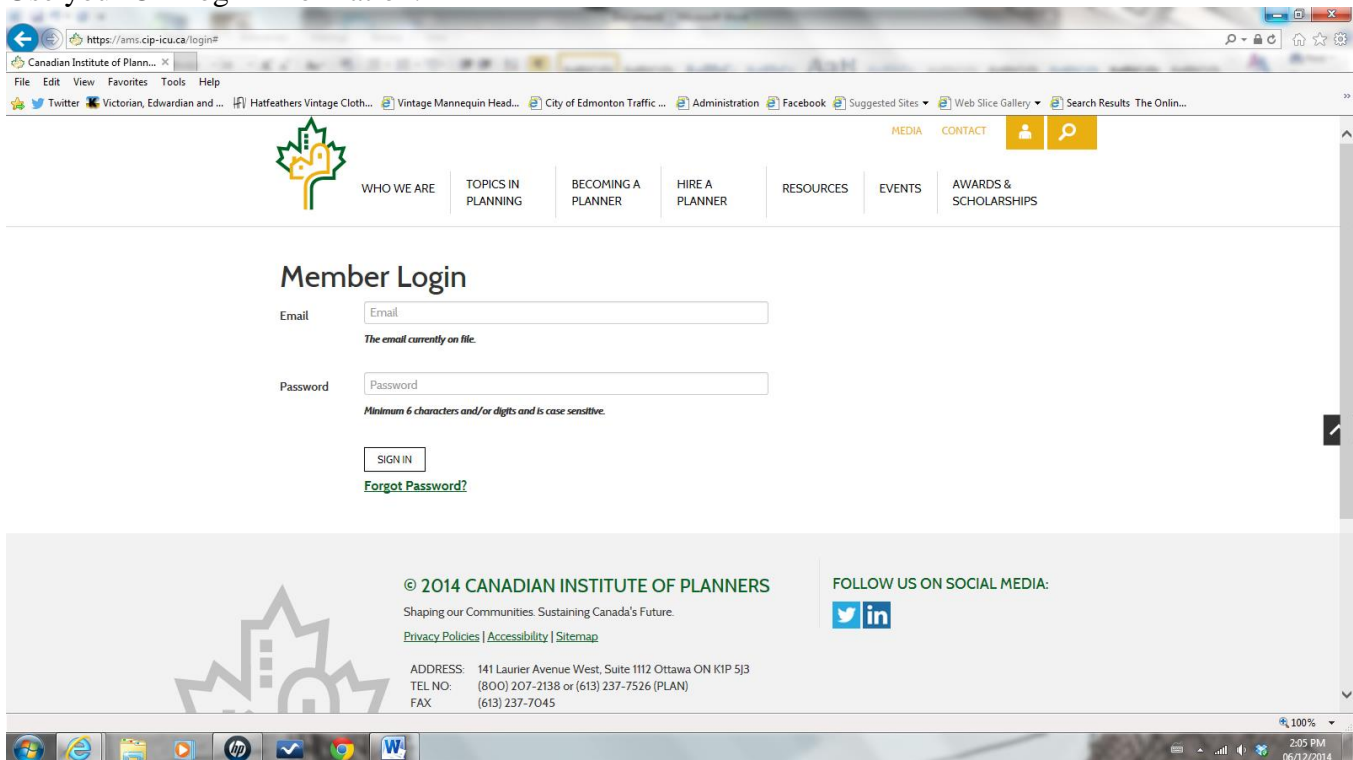 https://ams.cip-icu.ca/login#
Canadian Institute of Plann...
File Edit View Favorites Tools Help
Twitter Victorian, Edwardian and ... Hatfeathers Vintage Cloth... Vintage Mannequin Head... City of Edmonton Traffic ... Administration Facebook Suggested Sites Web Slice Gallery Search Results The Onlin...
MEDIA CONTACT
WHO WE ARE
TOPICS IN
PLANNING
BECOMING A
PLANNER
HIRE A
PLANNER
RESOURCES
EVENTS
AWARDS &
SCHOLARSHIPS
Member Login
Email Email
The email currently on file.
Password Password
Minimum 6 characters and/or digits and is case sensitive.
SIGN IN
Forgot Password?
© 2014 CANADIAN INSTITUTE OF PLANNERS
Shaping our Communities. Sustaining Canada's Future.
Privacy Policies | Accessibility | Sitemap
ADDRESS: 141 Laurier Avenue West, Suite 1112 Ottawa ON K1P 5J3
TEL NO: (800) 207-2138 or (613) 237-7526 (PLAN)
FAX (613) 237-7045
FOLLOW US ON SOCIAL MEDIA:
in
100%
hp
W
2:05 PM
06/12/2014